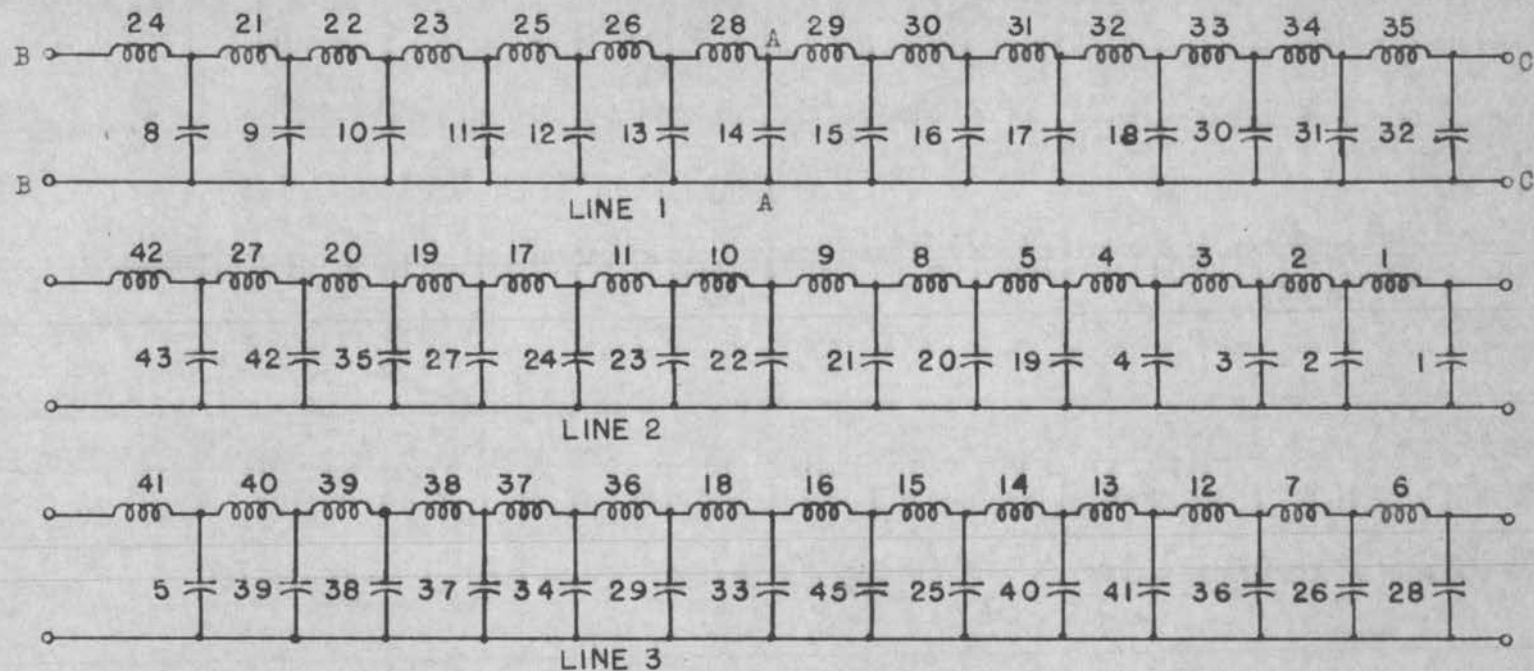 24 21 22 23 25 26 28 A 29 30 31 32 33 34 35
B C
8 9 10 11 12 13 14 15 16 17 18 30 31 32
B C
LINE 1 A
42 27 20 19 17 11 10 9 8 5 4 3 2 1
43 42 35 27 24 23 22 21 20 19 4 3 2 1
LINE 2
41 40 39 38 37 36 18 16 15 14 13 12 7 6
5 39 38 37 34 29 33 45 25 40 41 36 26 28
LINE 3